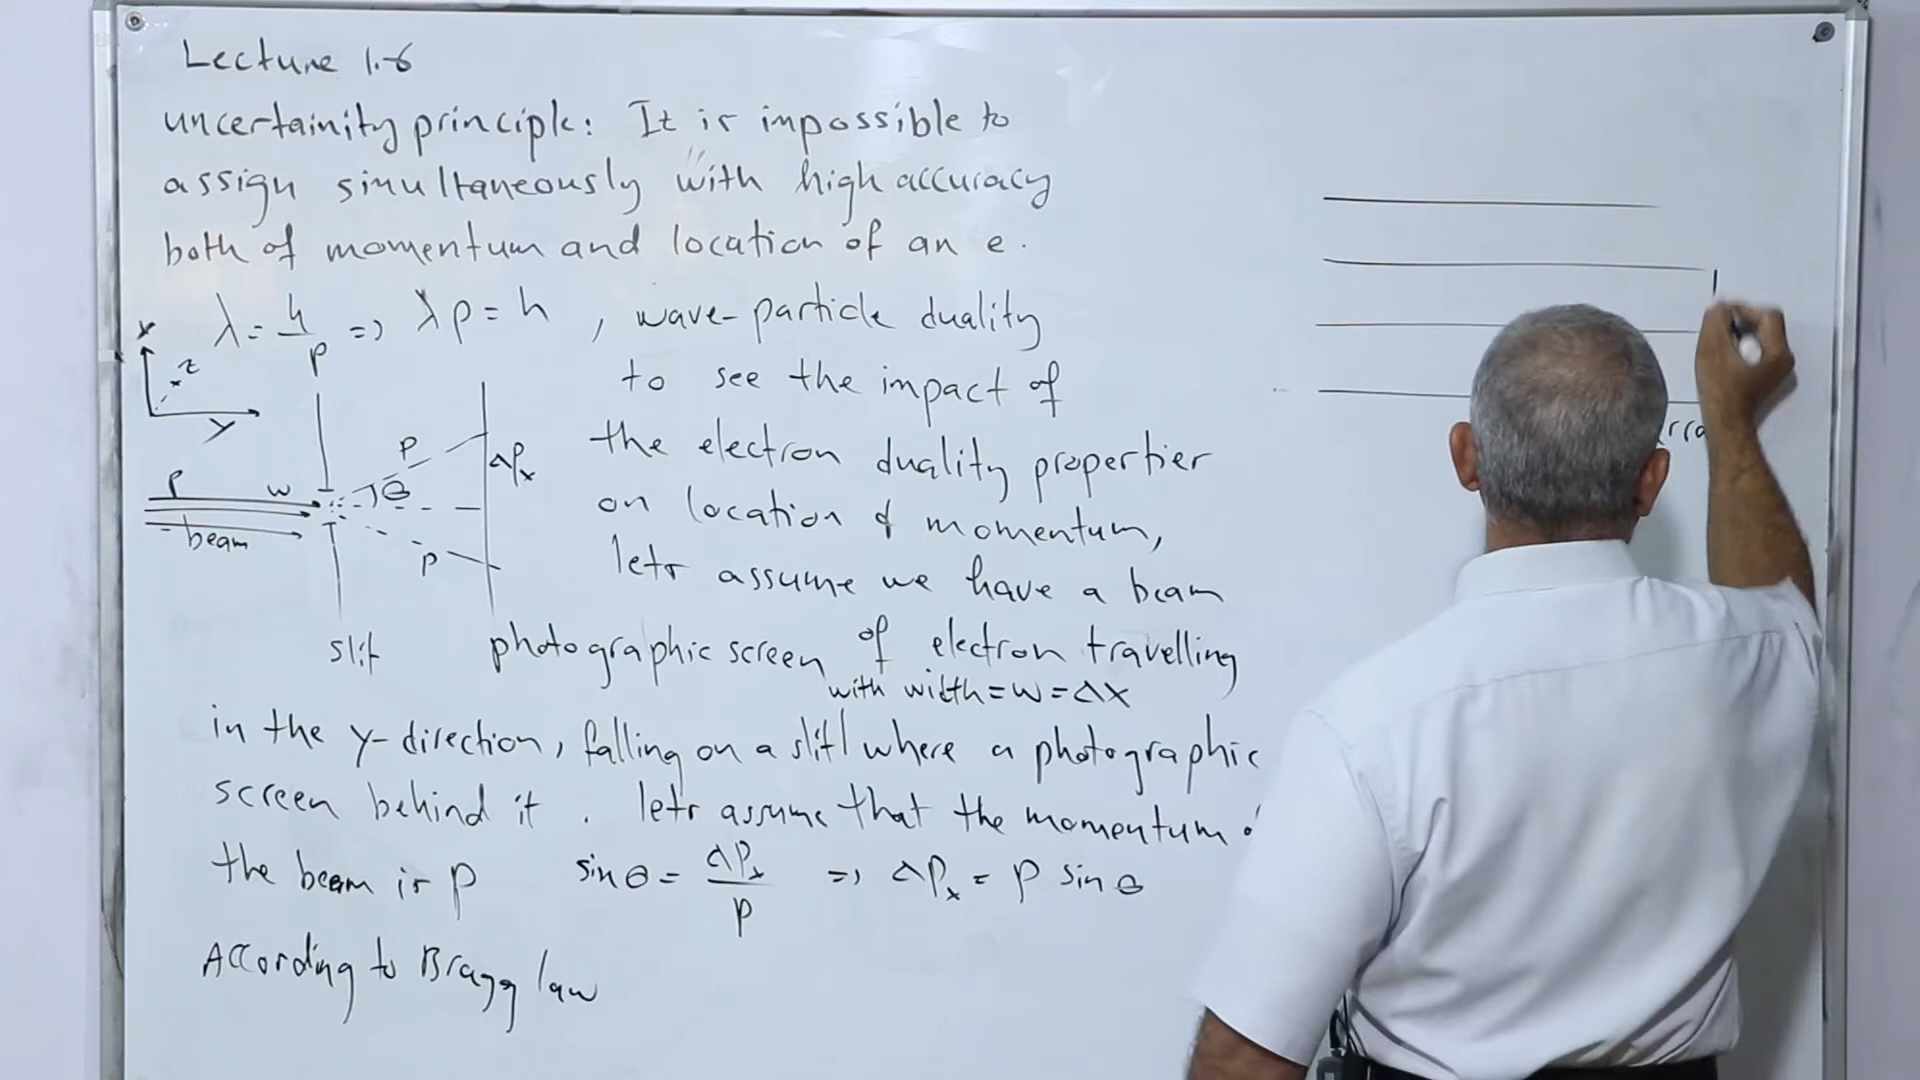 Lecture 1.6
uncertainity principle: It is impossible to
assign simultaneously with high accuracy
both of momentum and location of an e.
λ = h/p => λp = h , wave-particle duality
x
z
y
to see the impact of
the electron duality properties
on location & momentum,
lets assume we have a beam
p
ΔPx
P
w
θ
beam
p
slit
photographic screen
of electron travelling
with width = w = Δx
in the y-direction, falling on a slit where a photographic
screen behind it . lets assume that the momentum
the beam is p sinθ = ΔPx/p => ΔPx = p sinθ
According to Bragg law